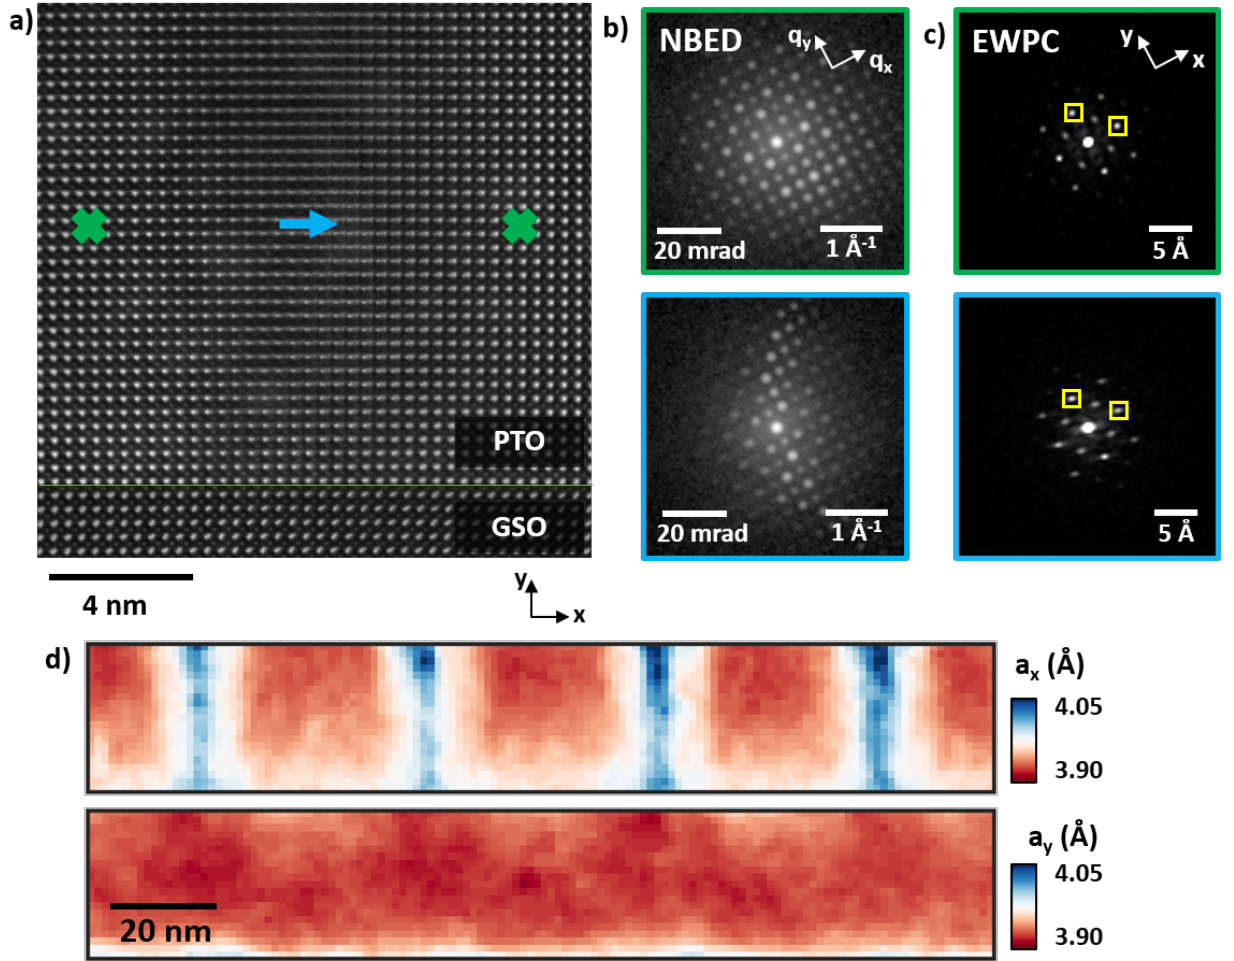 a)
PTO
GSO
4 nm
y
x
b)
NBED
qy
qx
20 mrad
1 Å-1
20 mrad
1 Å-1
c)
EWPC
y
x
5 Å
5 Å
d)
ax (Å)
4.05
3.90
ay (Å)
4.05
3.90
20 nm